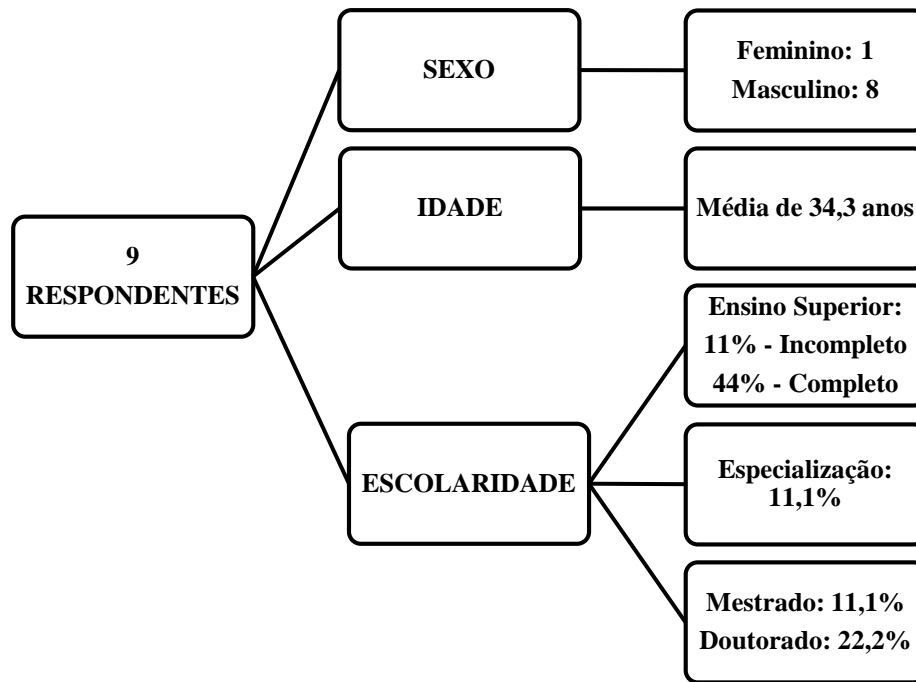 9
RESPONDENTES
SEXO
Feminino: 1
Masculino: 8
IDADE
Média de 34,3 anos
ESCOLARIDADE
Ensino Superior:
11% - Incompleto
44% - Completo
Especialização:
11,1%
Mestrado: 11,1%
Doutorado: 22,2%